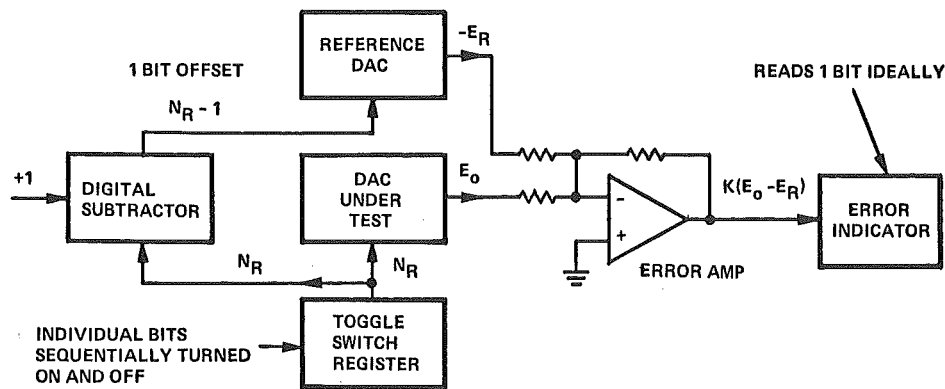 REFERENCE
DAC
-E_R
1 BIT OFFSET
N_R - 1
READS 1 BIT IDEALLY
+1
DIGITAL
SUBTRACTOR
DAC
UNDER
TEST
E_o
-
+
K(E_o - E_R)
ERROR
INDICATOR
ERROR AMP
N_R
N_R
INDIVIDUAL BITS
SEQUENTIALLY TURNED
ON AND OFF
TOGGLE
SWITCH
REGISTER